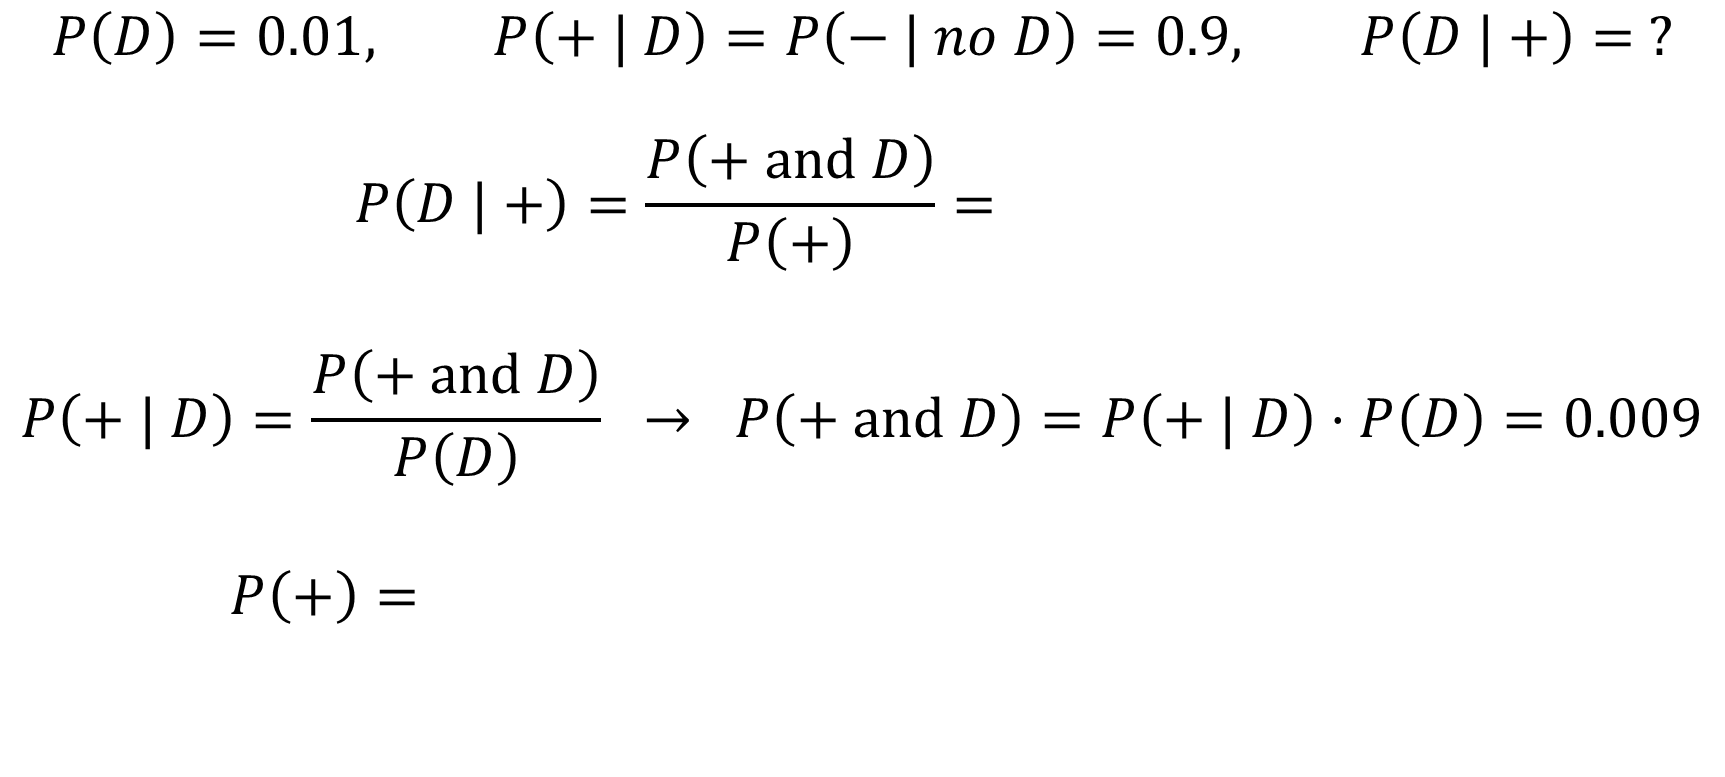 P(D) = 0.01, P(+ | D) = P(− | no D) = 0.9, P(D | +) = ?
P(D | +) = P(+ and D) / P(+) =
P(+ | D) = P(+ and D) / P(D) → P(+ and D) = P(+ | D) · P(D) = 0.009
P(+) =